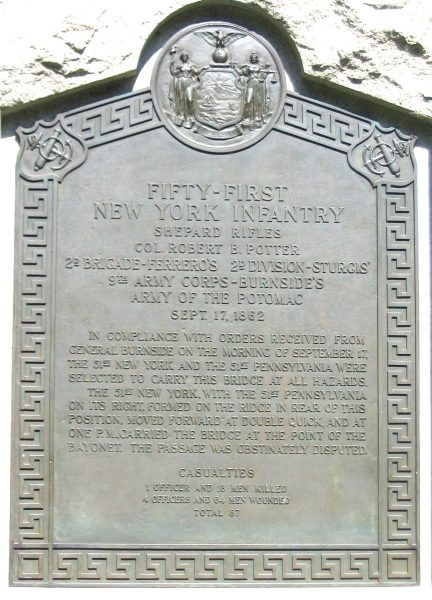 FIFTY-FIRST
NEW YORK INFANTRY
SHEPARD RIFLES
COL. ROBERT B. POTTER
2D BRIGADE-FERRERO'S 2D DIVISION-STURGIS'
9TH ARMY CORPS-BURNSIDE'S
ARMY OF THE POTOMAC
SEPT. 17, 1862
IN COMPLIANCE WITH ORDERS RECEIVED FROM
GENERAL BURNSIDE ON THE MORNING OF SEPTEMBER 17,
THE 51ST NEW YORK AND THE 51ST PENNSYLVANIA WERE
SELECTED TO CARRY THIS BRIDGE AT ALL HAZARDS.
THE 51ST NEW YORK, WITH THE 51ST PENNSYLVANIA
ON ITS RIGHT, FORMED ON THE RIDGE IN REAR OF THIS
POSITION, MOVED FORWARD AT DOUBLE QUICK, AND AT
ONE P.M., CARRIED THE BRIDGE AT THE POINT OF THE
BAYONET. THE PASSAGE WAS OBSTINATELY DISPUTED.
CASUALTIES
1 OFFICER AND 18 MEN KILLED
4 OFFICERS AND 64 MEN WOUNDED
TOTAL 87